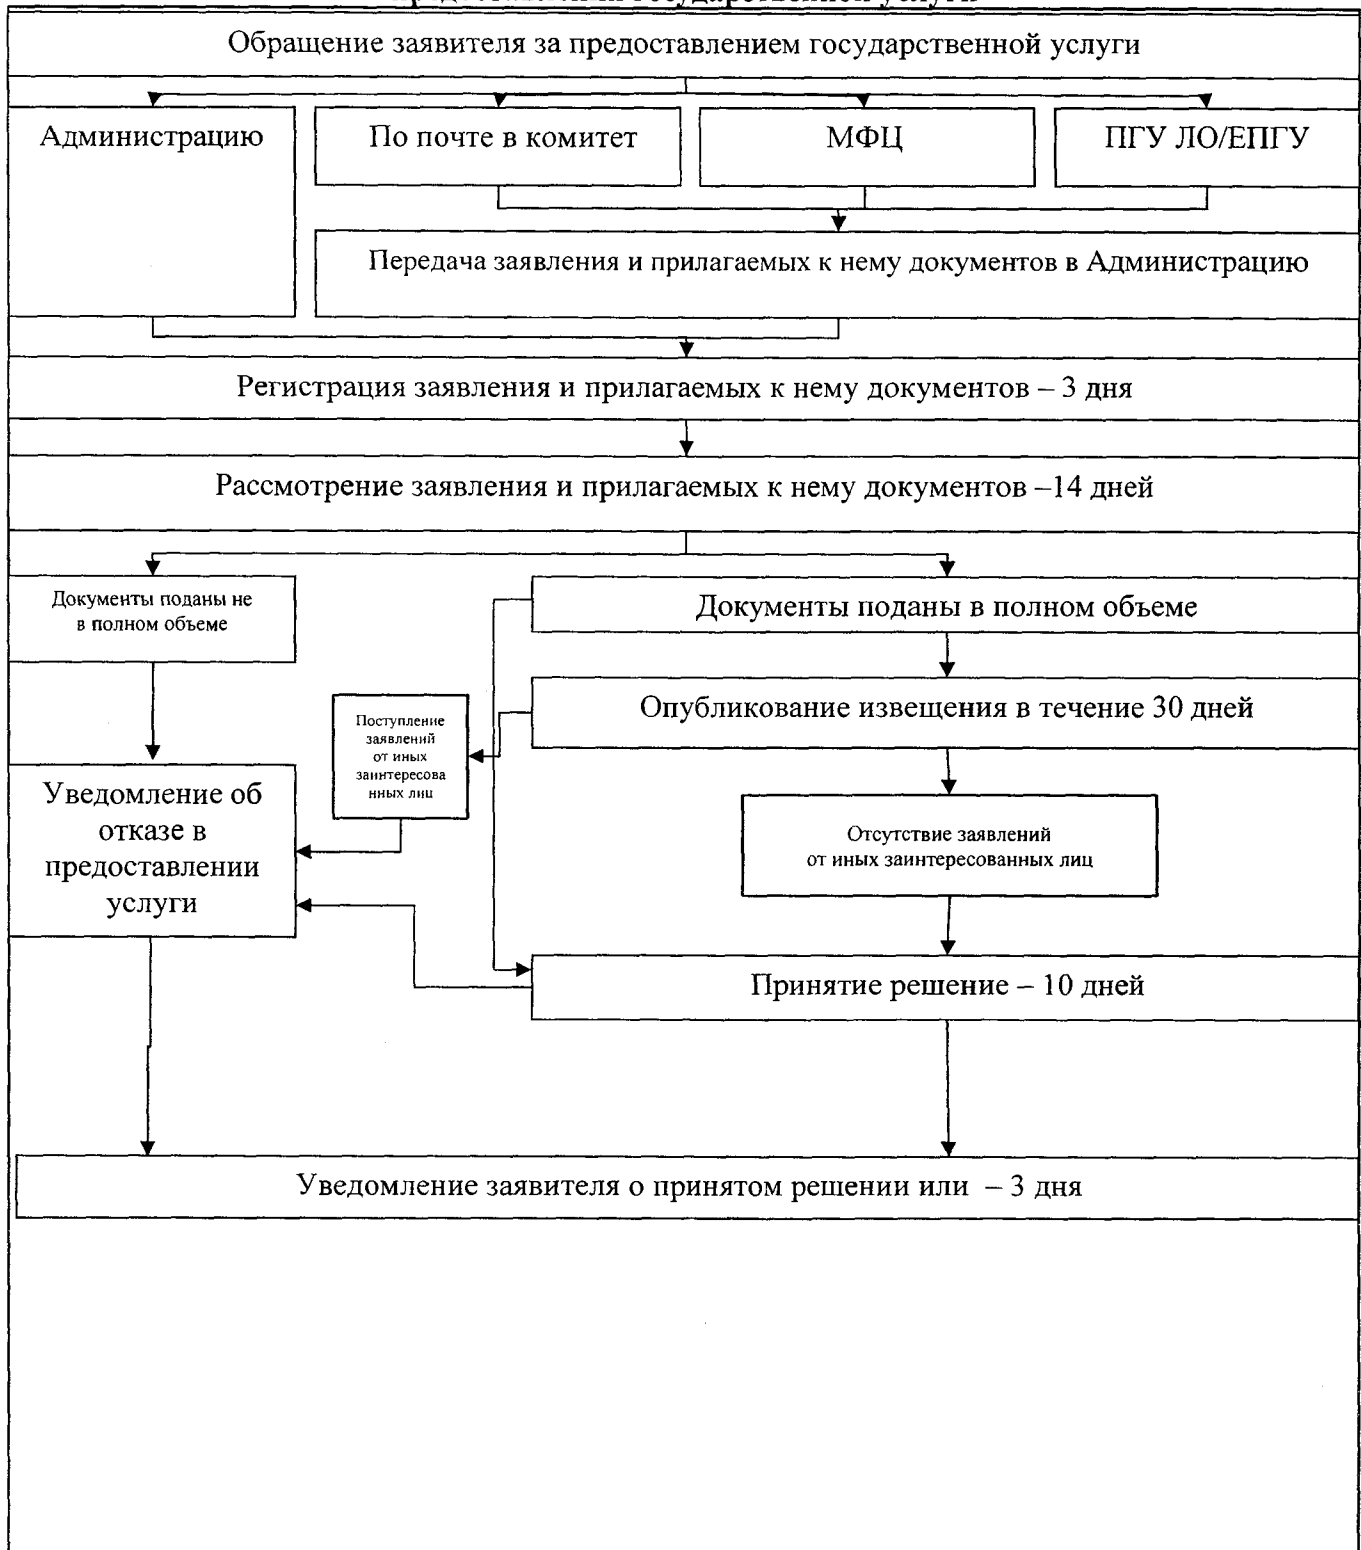 предоставлении государственной услуги
Обращение заявителя за предоставлением государственной услуги
Администрацию
По почте в комитет
МФЦ
ПГУ ЛО/ЕПГУ
Передача заявления и прилагаемых к нему документов в Администрацию
Регистрация заявления и прилагаемых к нему документов – 3 дня
Рассмотрение заявления и прилагаемых к нему документов –14 дней
Документы поданы не
в полном объеме
Документы поданы в полном объеме
Опубликование извещения в течение 30 дней
Поступление
заявлений
от иных
заинтересова
нных лиц
Уведомление об
отказе в
предоставлении
услуги
Отсутствие заявлений
от иных заинтересованных лиц
Принятие решение – 10 дней
Уведомление заявителя о принятом решении или – 3 дня